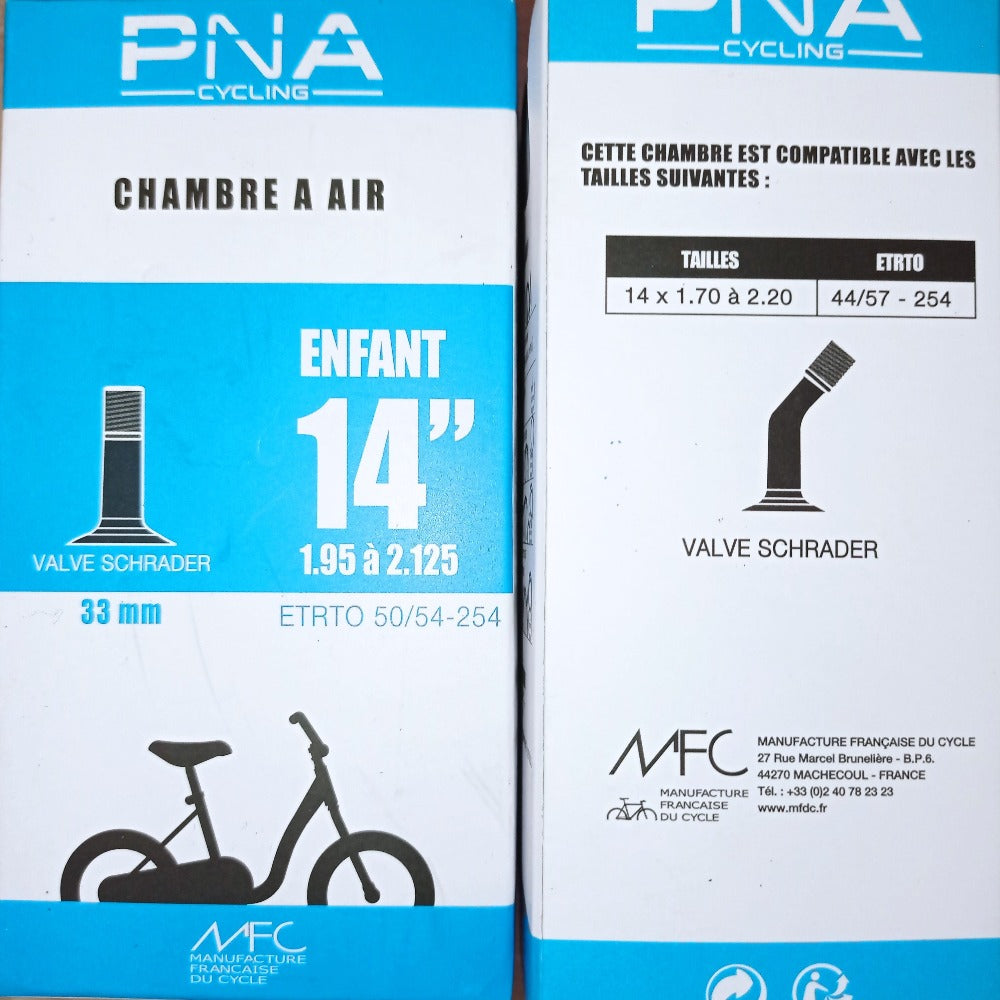 PNA
CYCLING
CHAMBRE A AIR
ENFANT
14”
1.95 à 2.125
VALVE SCHRADER
33 mm
ETRTO 50/54-254
MFC
MANUFACTURE
FRANCAISE
DU CYCLE
PNA
CYCLING
CETTE CHAMBRE EST COMPATIBLE AVEC LES
TAILLES SUIVANTES :
TAILLES ETRTO
14 x 1.70 à 2.20 44/57 - 254
VALVE SCHRADER
MFC
MANUFACTURE
FRANCAISE
DU CYCLE
MANUFACTURE FRANÇAISE DU CYCLE
27 Rue Marcel Brunelière - B.P.6.
44270 MACHECOUL - FRANCE
Tél. : +33 (0)2 40 78 23 23
www.mfdc.fr